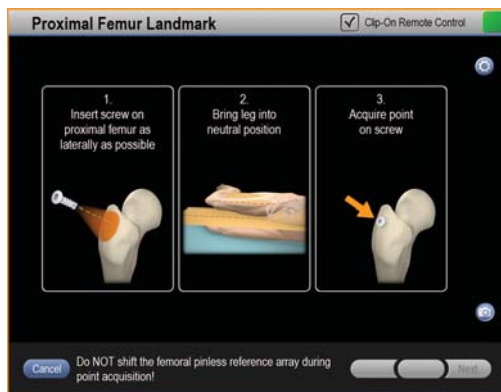 Proximal Femur Landmark
Clip-On Remote Control
1.
Insert screw on
proximal femur as
laterally as possible
2.
Bring leg into
neutral position
3.
Acquire point
on screw
Cancel
Do NOT shift the femoral pinless reference array during
point acquisition!
Next